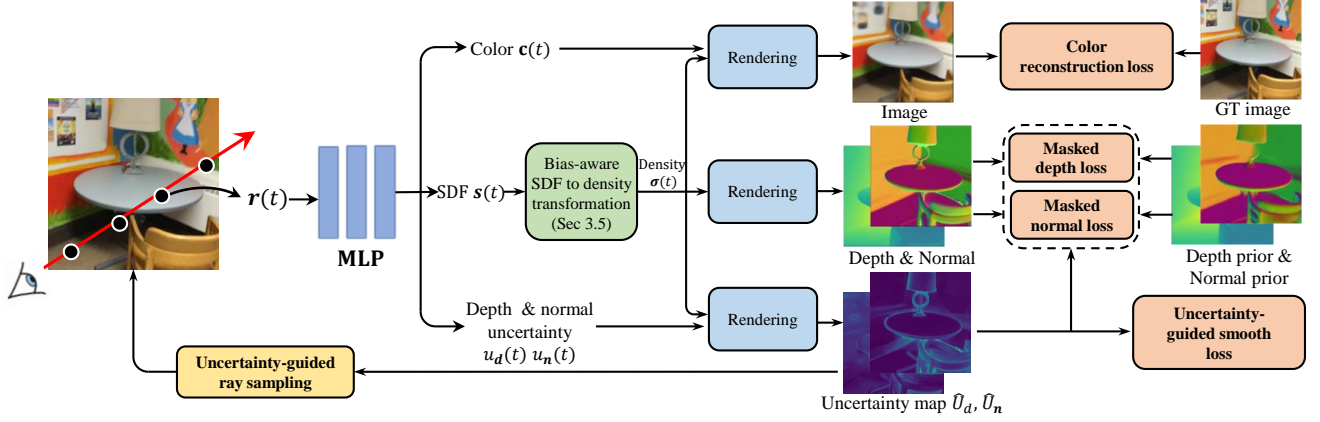 Color c(t)
Rendering
Color
reconstruction loss
Image
GT image
r(t)
MLP
SDF s(t)
Bias-aware
SDF to density
transformation
(Sec 3.5)
Density
σ(t)
Rendering
Masked
depth loss
Masked
normal loss
Depth & Normal
Depth prior &
Normal prior
Depth & normal
uncertainty
u_d(t) u_n(t)
Rendering
Uncertainty-
guided smooth
loss
Uncertainty-guided
ray sampling
Uncertainty map Û_d, Û_n